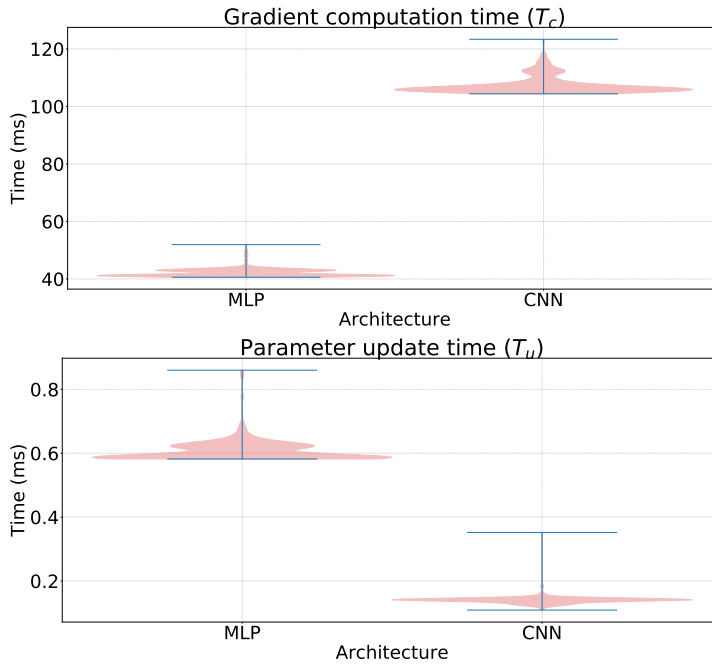 Gradient computation time (T_c)
Time (ms)
120
100
80
60
40
MLP CNN
Architecture
Parameter update time (T_u)
Time (ms)
0.8
0.6
0.4
0.2
MLP CNN
Architecture